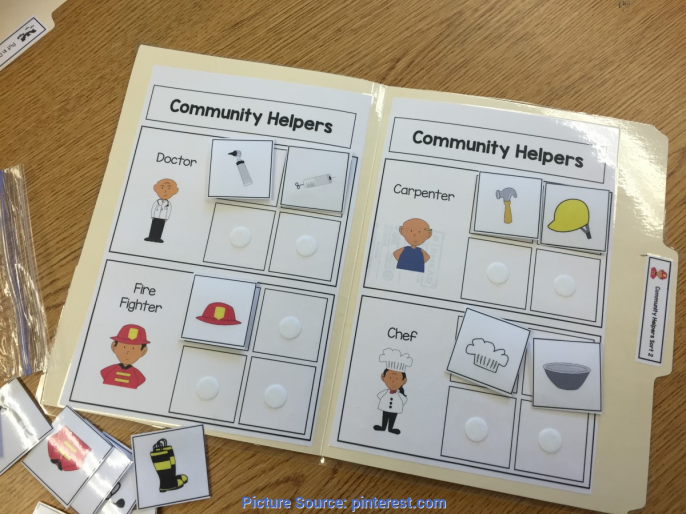 Community Helpers
Doctor
Fire
Fighter
Community Helpers
Carpenter
Chef
Community Helpers Sort 2
Picture Source: pinterest.com